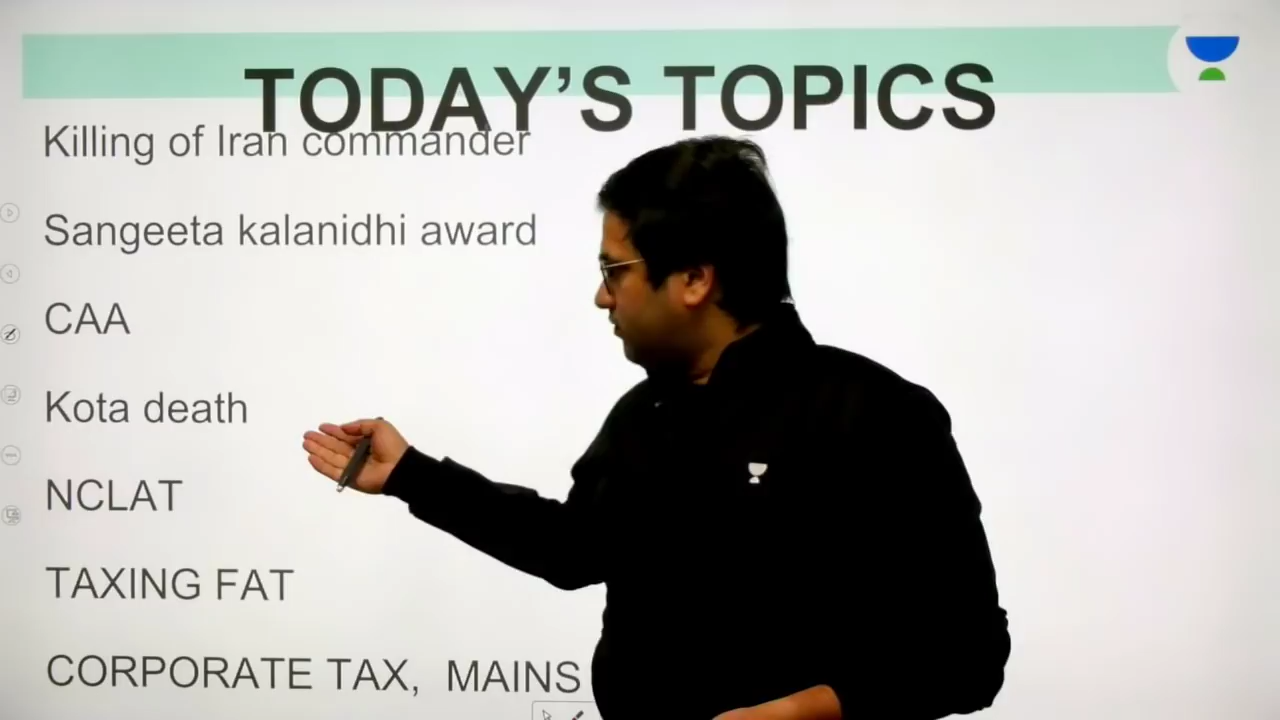 TODAY'S TOPICS
Killing of Iran commander
Sangeeta kalanidhi award
CAA
Kota death
NCLAT
TAXING FAT
CORPORATE TAX, MAINS